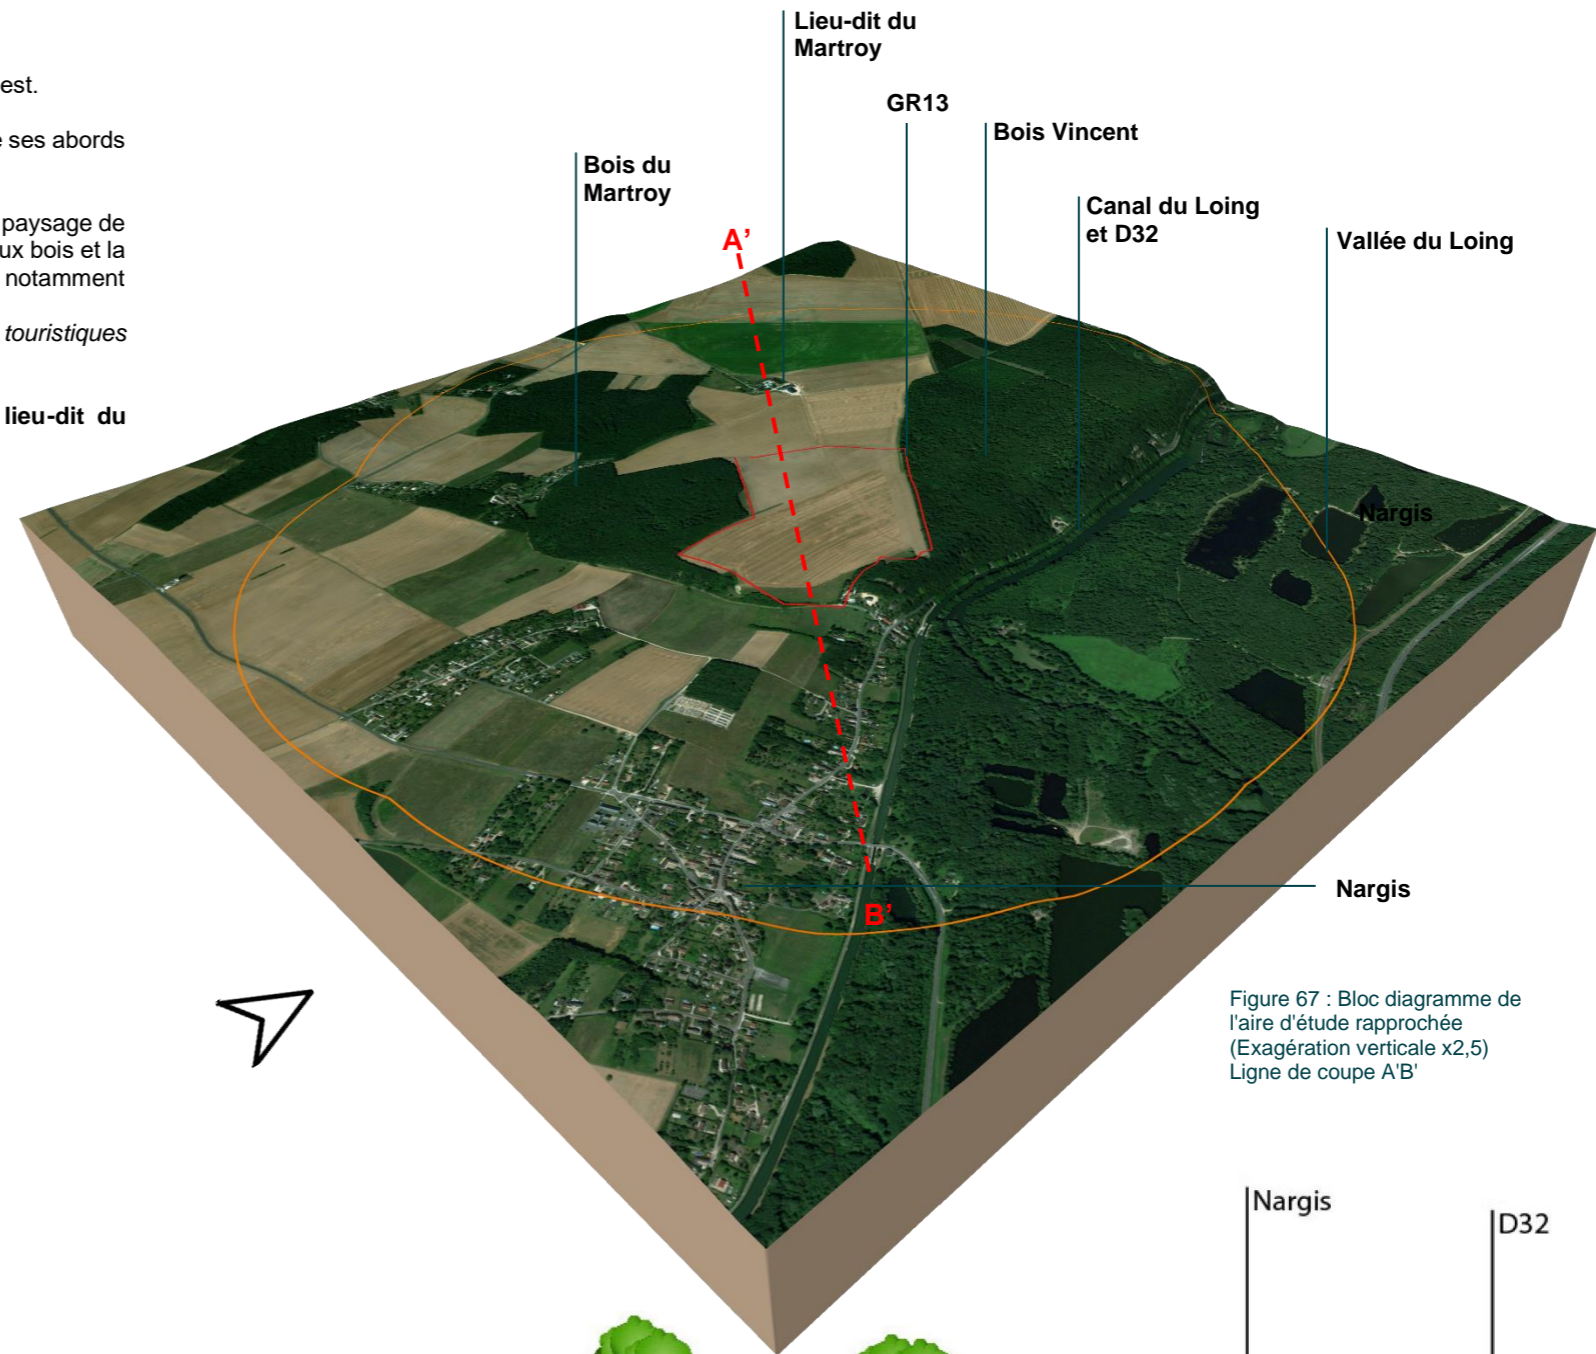 est.
e ses abords
paysage de
ux bois et la
notamment
touristiques
lieu-dit du
Lieu-dit du
Martroy
GR13
Bois Vincent
Bois du
Martroy
Canal du Loing
et D32
Vallée du Loing
A’
Nargis
Nargis
B’
Figure 67 : Bloc diagramme de
l'aire d'étude rapprochée
(Exagération verticale x2,5)
Ligne de coupe A'B'
Nargis
D32